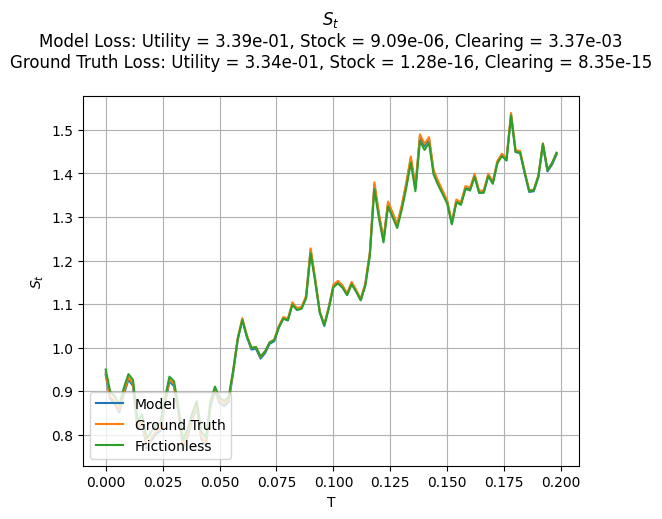 S_t
Model Loss: Utility = 3.39e-01, Stock = 9.09e-06, Clearing = 3.37e-03
Ground Truth Loss: Utility = 3.34e-01, Stock = 1.28e-16, Clearing = 8.35e-15
1.5
1.4
1.3
1.2
1.1
1.0
0.9
0.8
S_t
Model
Ground Truth
Frictionless
0.000 0.025 0.050 0.075 0.100 0.125 0.150 0.175 0.200
T